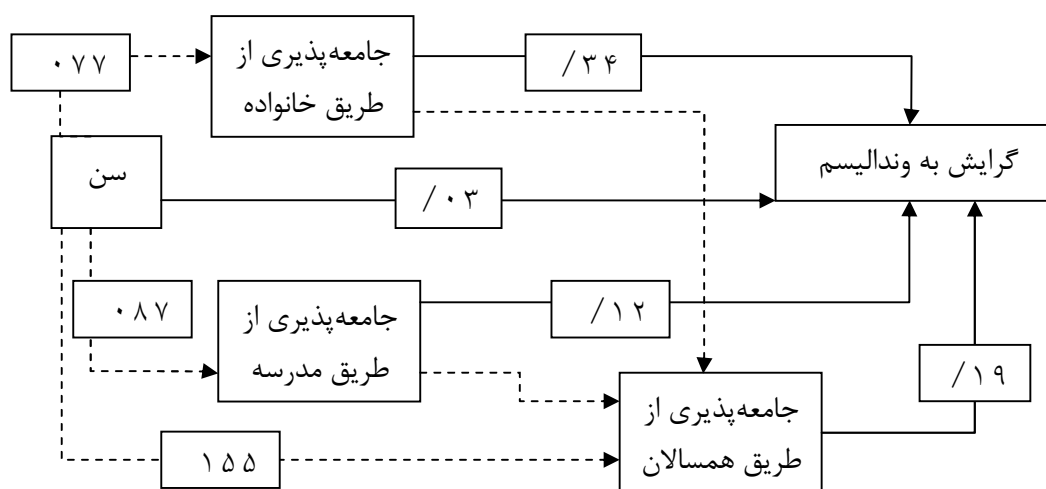 جامعه‌پذیری از
طریق خانواده
۰۷۷
/۳۴
گرایش به وندالیسم
سن
/۰۳
۰۸۷
جامعه‌پذیری از
طریق مدرسه
/۱۲
/۱۹
جامعه‌پذیری از
طریق همسالان
۱۵۵